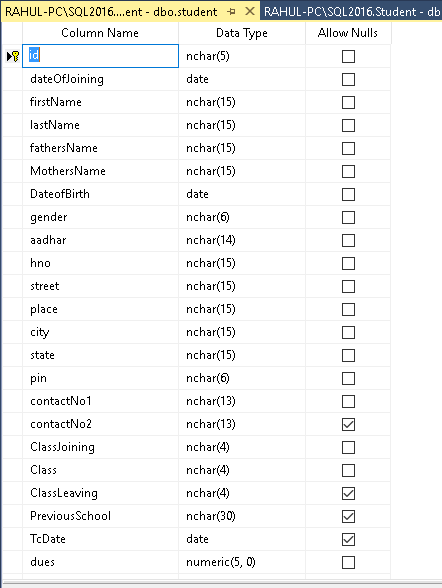 RAHUL-PC\SQL2016....ent - dbo.student RAHUL-PC\SQL2016.Student - db
Column Name Data Type Allow Nulls
id nchar(5)
dateOfJoining date
firstName nchar(15)
lastName nchar(15)
fathersName nchar(15)
MothersName nchar(15)
DateofBirth date
gender nchar(6)
aadhar nchar(14)
hno nchar(15)
street nchar(15)
place nchar(15)
city nchar(15)
state nchar(15)
pin nchar(6)
contactNo1 nchar(13)
contactNo2 nchar(13)
ClassJoining nchar(4)
Class nchar(4)
ClassLeaving nchar(4)
PreviousSchool nchar(30)
TcDate date
dues numeric(5, 0)